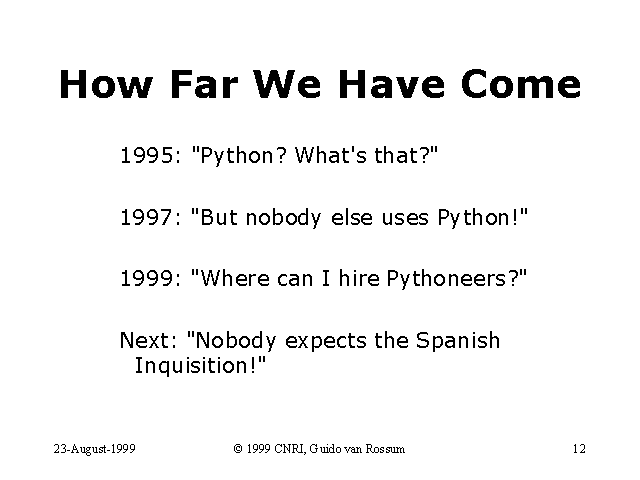 How Far We Have Come
1995: "Python? What's that?"
1997: "But nobody else uses Python!"
1999: "Where can I hire Pythoneers?"
Next: "Nobody expects the Spanish
Inquisition!"
23-August-1999
© 1999 CNRI, Guido van Rossum
12